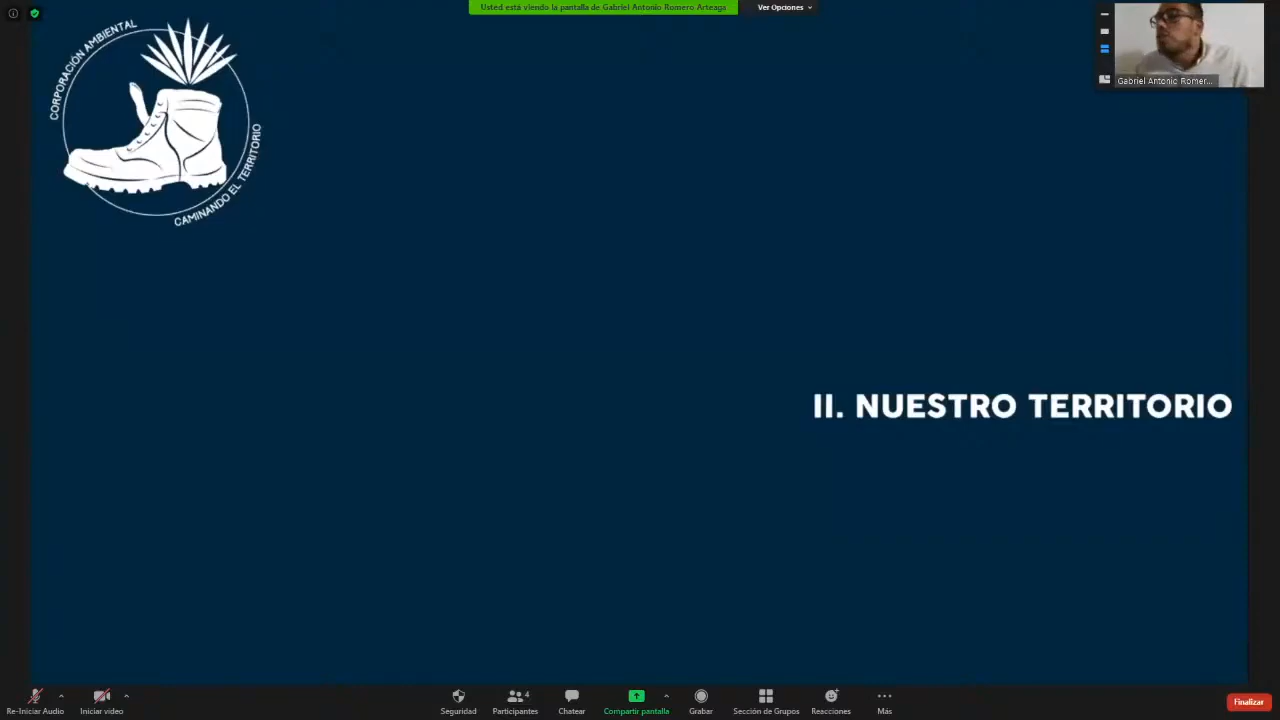 Usted está viendo la pantalla de Gabriel Antonio Romero Arteaga
Ver Opciones
CORPORACIÓN AMBIENTAL
CAMINANDO EL TERRITORIO
Gabriel Antonio Romer...
II. NUESTRO TERRITORIO
Re-Iniciar Audio
Iniciar video
Seguridad
4
Participantes
Chatear
Compartir pantalla
Grabar
Sección de Grupos
Reacciones
Más
Finalizar